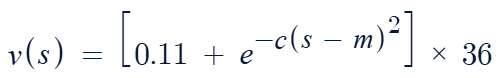 v(s) = [0.11 + e^{-c(s - m)^2}] × 36